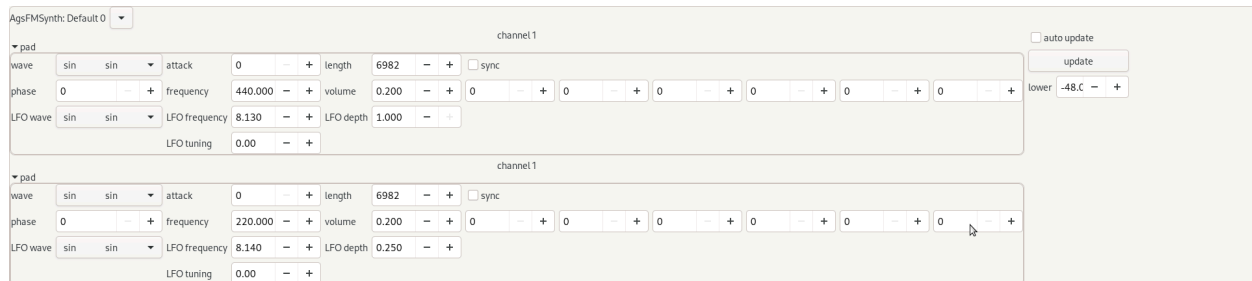 AgsFMSynth: Default 0
channel 1
auto update
pad
wave sin sin attack 0 length 6982 sync
update
phase 0 frequency 440.000 volume 0.200 0 0 0 0 0 0
lower -48.0
LFO wave sin sin LFO frequency 8.130 LFO depth 1.000
LFO tuning 0.00
channel 1
pad
wave sin sin attack 0 length 6982 sync
phase 0 frequency 220.000 volume 0.200 0 0 0 0 0 0
LFO wave sin sin LFO frequency 8.140 LFO depth 0.250
LFO tuning 0.00